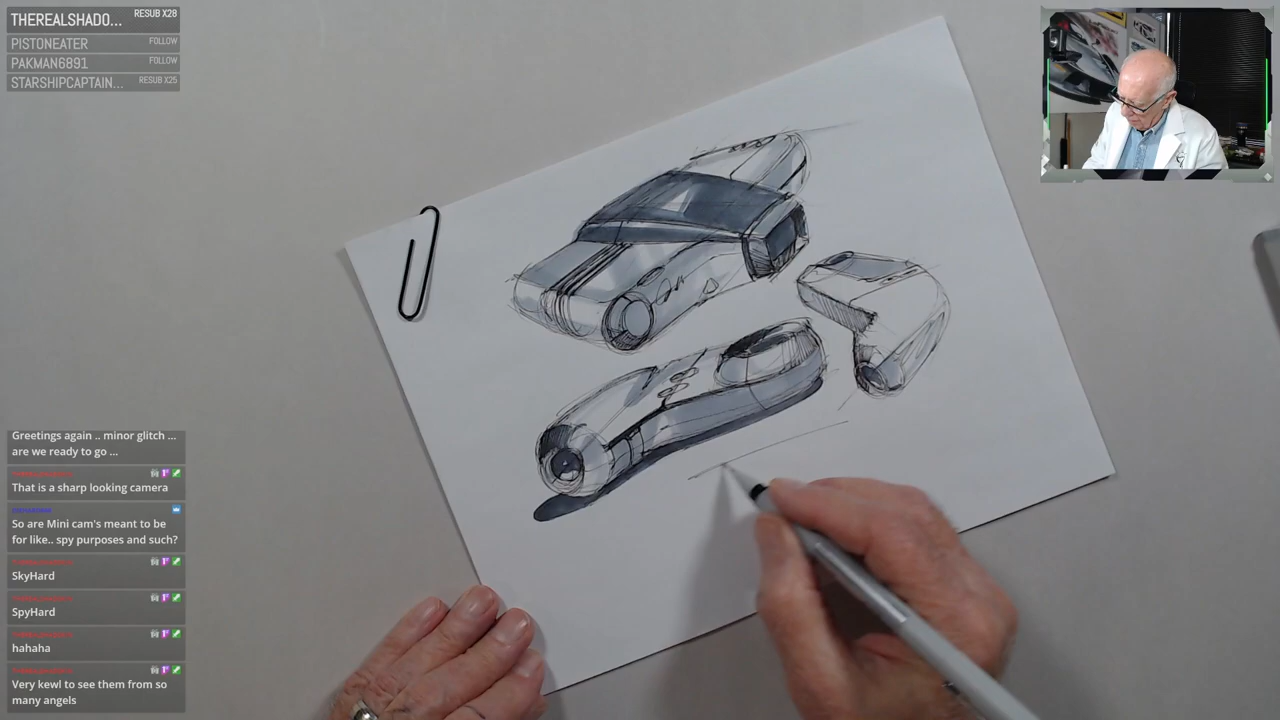 THEREALSHADO...
RESUB X28
PISTONEATER
FOLLOW
PAKMAN6891
FOLLOW
STARSHIPCAPTAIN...
RESUB X25
Greetings again .. minor glitch ...
are we ready to go ...
That is a sharp looking camera
So are Mini cam's meant to be
for like.. spy purposes and such?
SkyHard
SpyHard
hahaha
Very kewl to see them from so
many angels